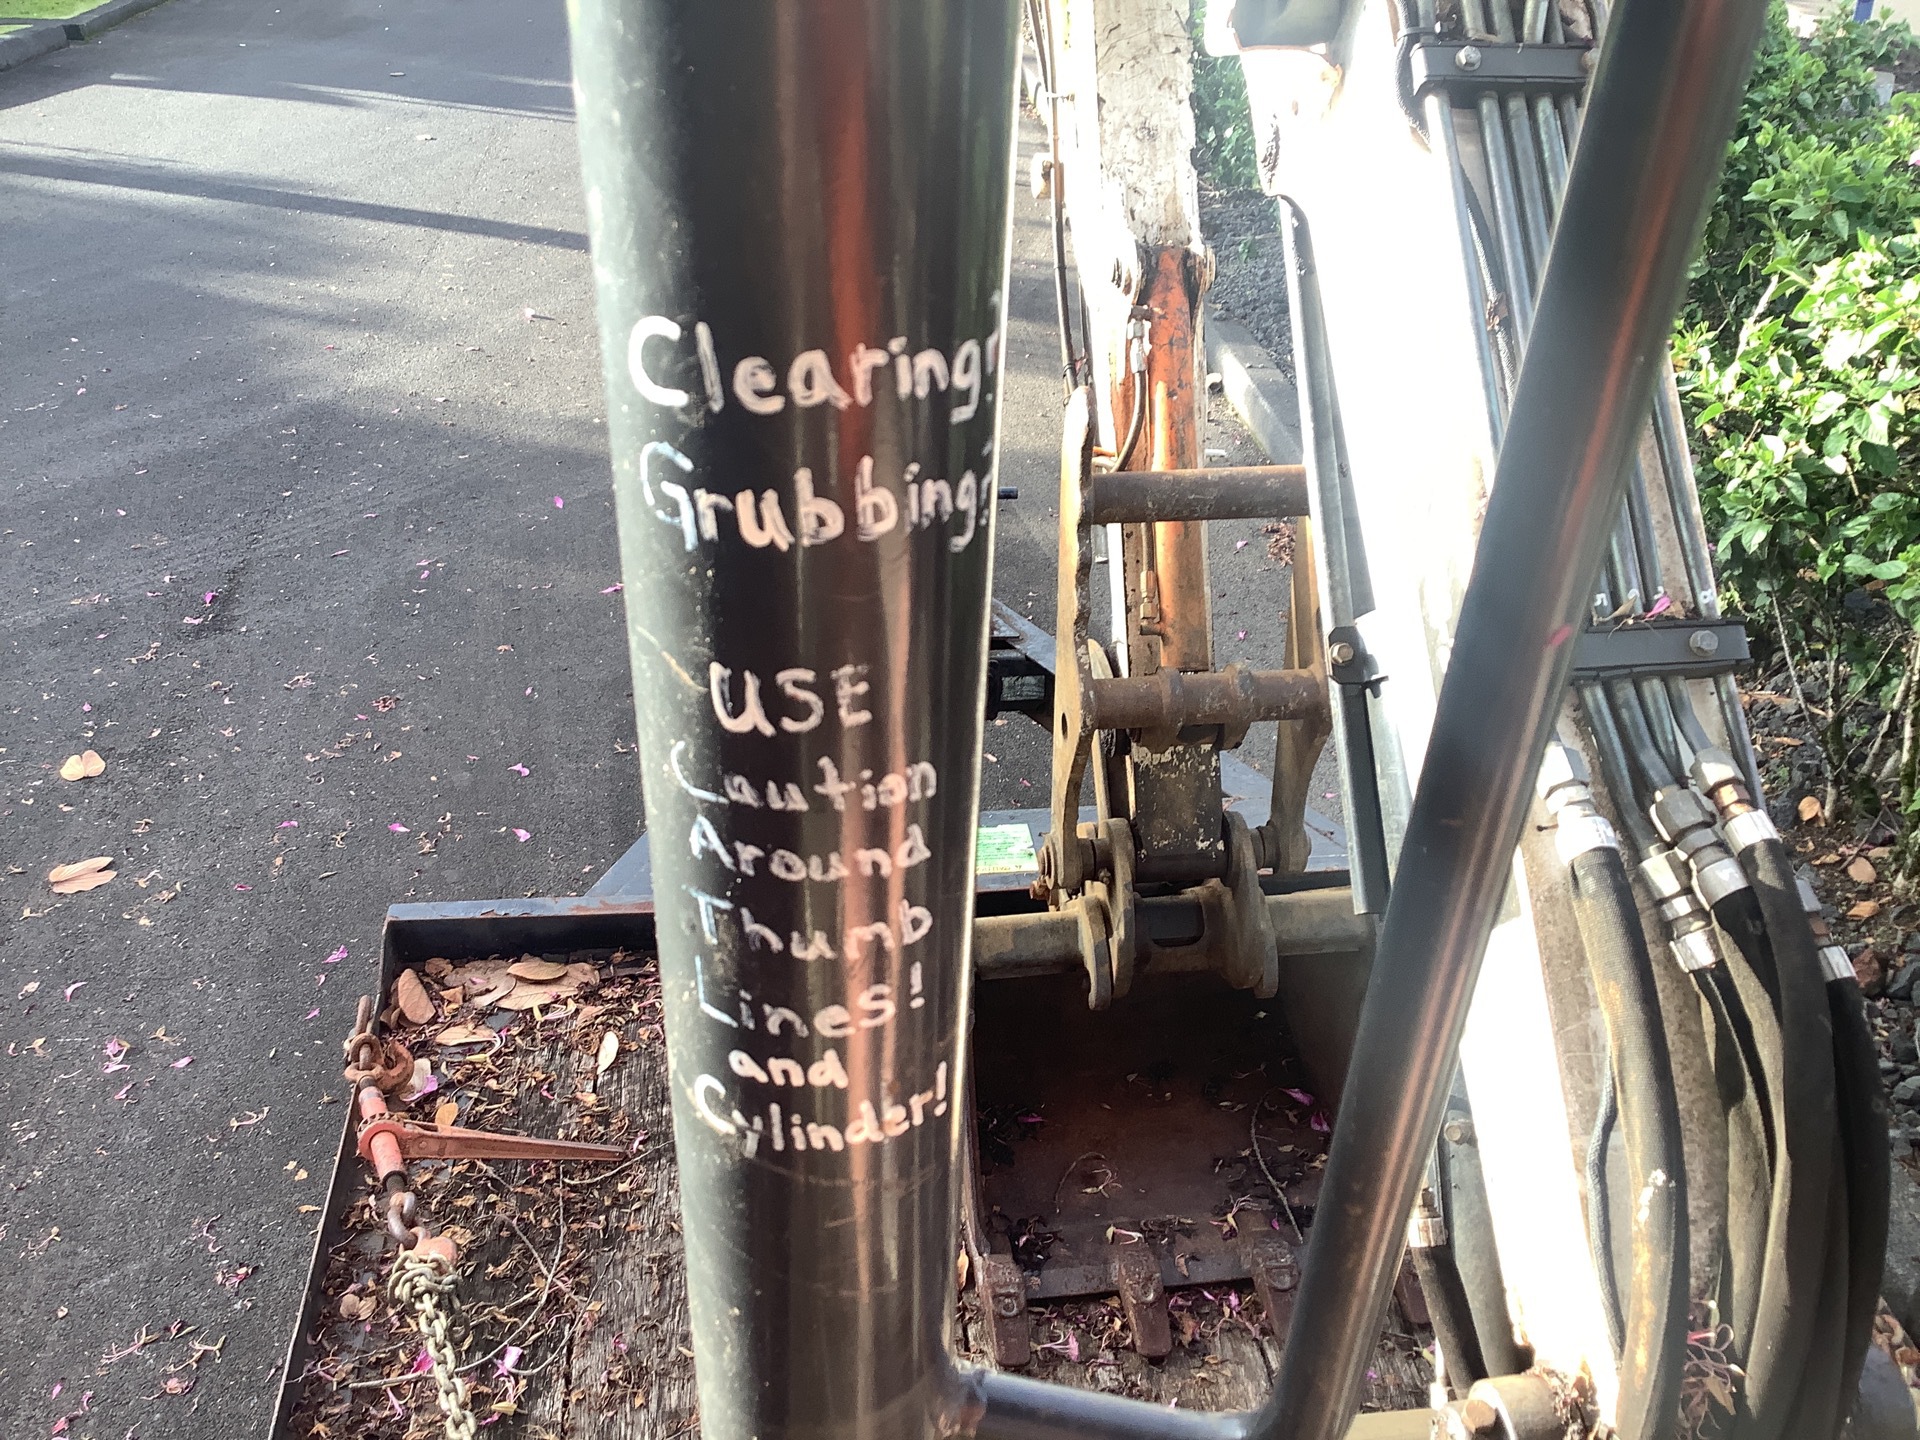 Clearing?
Grubbing?
USE
Caution
Around
Thumb
Lines!
and
Cylinder!